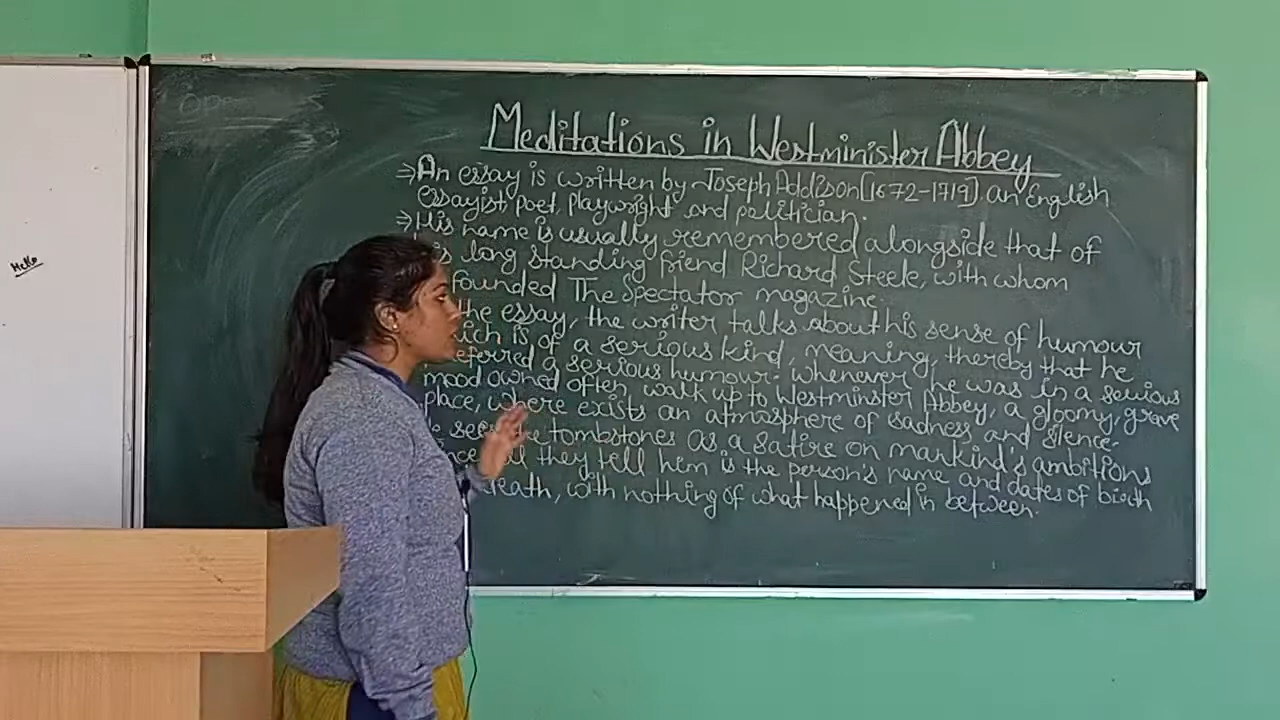 Meditations in Westminister Abbey
⇒ An essay is written by Joseph Addison [1672-1719] an English
essayist, poet, playwright and politician.
⇒ His name is usually remembered alongside that of
long standing friend Richard Steele, with whom
founded The Spectator magazine.
the essay, the writer talks about his sense of humour
is of a serious kind, meaning, thereby that he
a serious humour. whenever he was in a serious
mood owned often, walk up to Westminster Abbey, a gloomy, grave
place, where exists an atmosphere of sadness and silence.
tombstones as a satire on mankind's ambitions
they tell him is the person's name and dates of birth
death, with nothing of what happened in between.
Hello